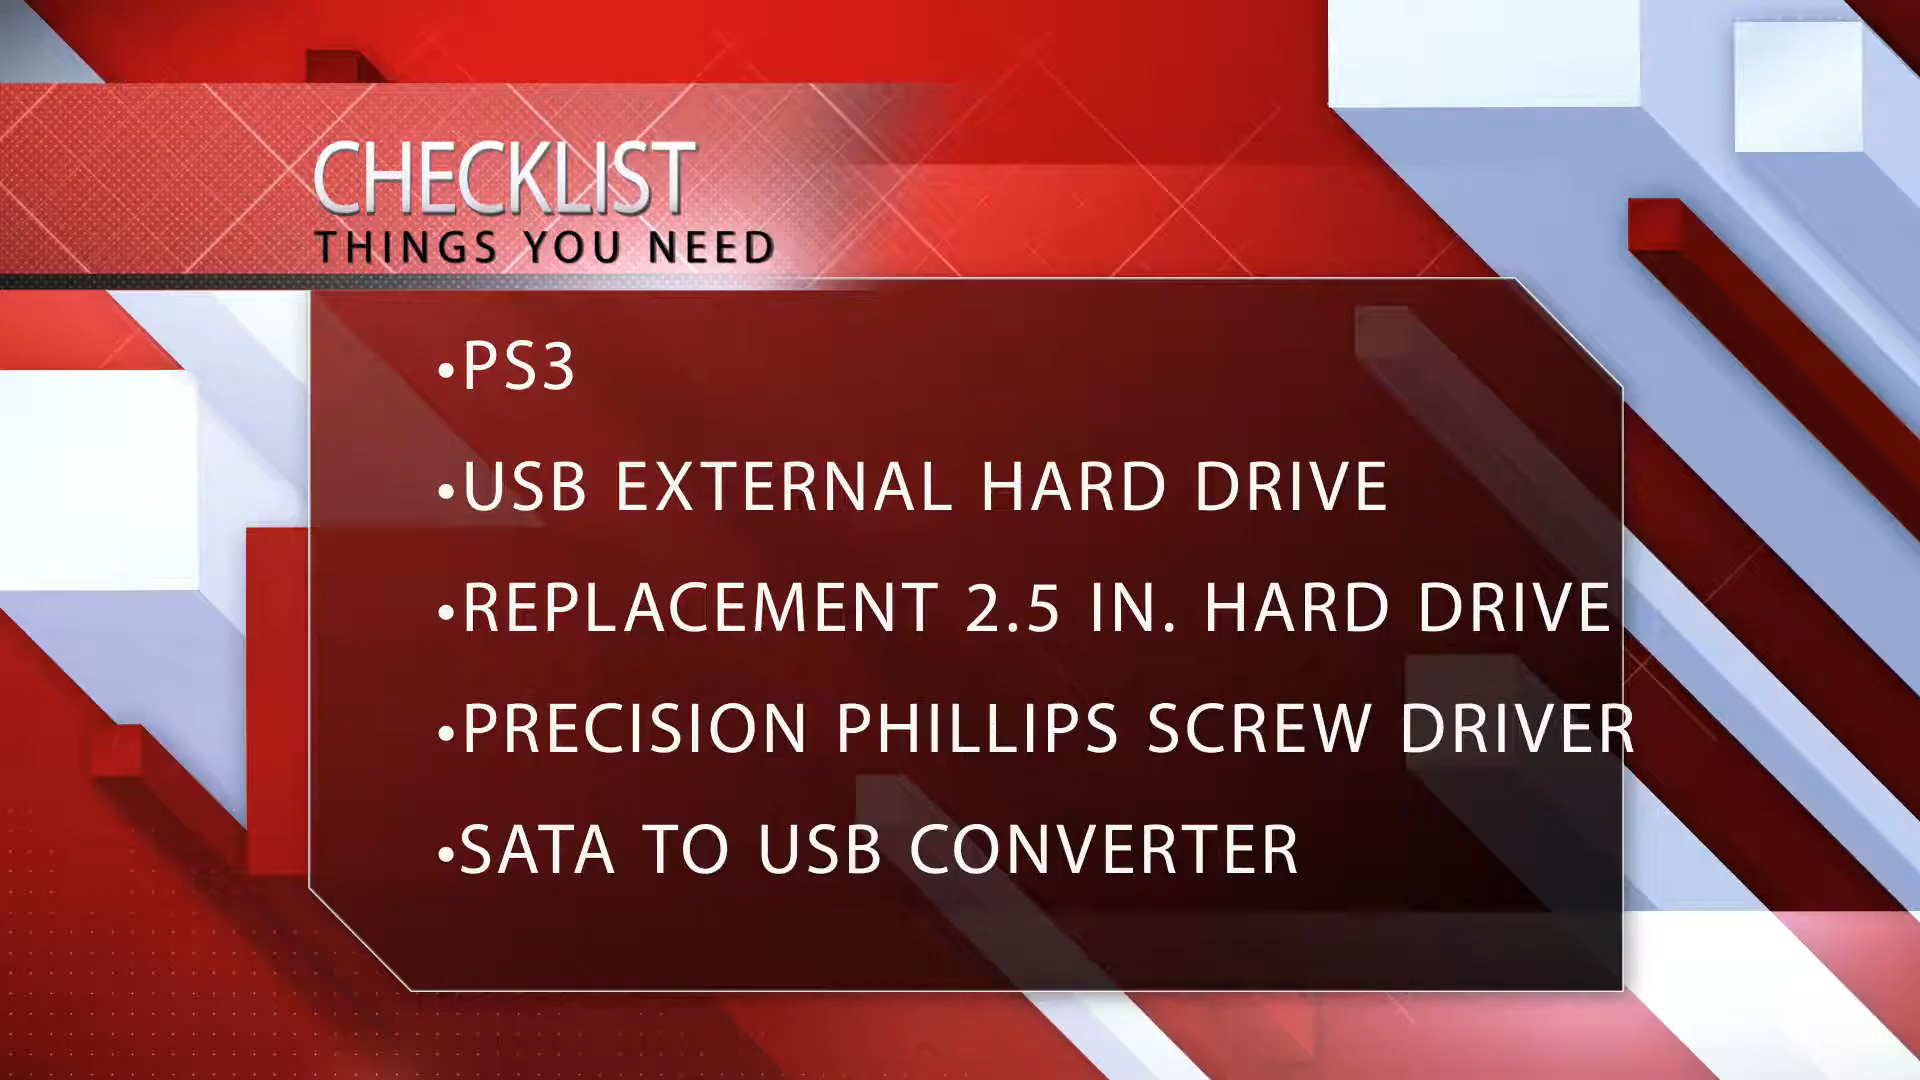 CHECKLIST
THINGS YOU NEED
•PS3
•USB EXTERNAL HARD DRIVE
•REPLACEMENT 2.5 IN. HARD DRIVE
•PRECISION PHILLIPS SCREW DRIVER
•SATA TO USB CONVERTER